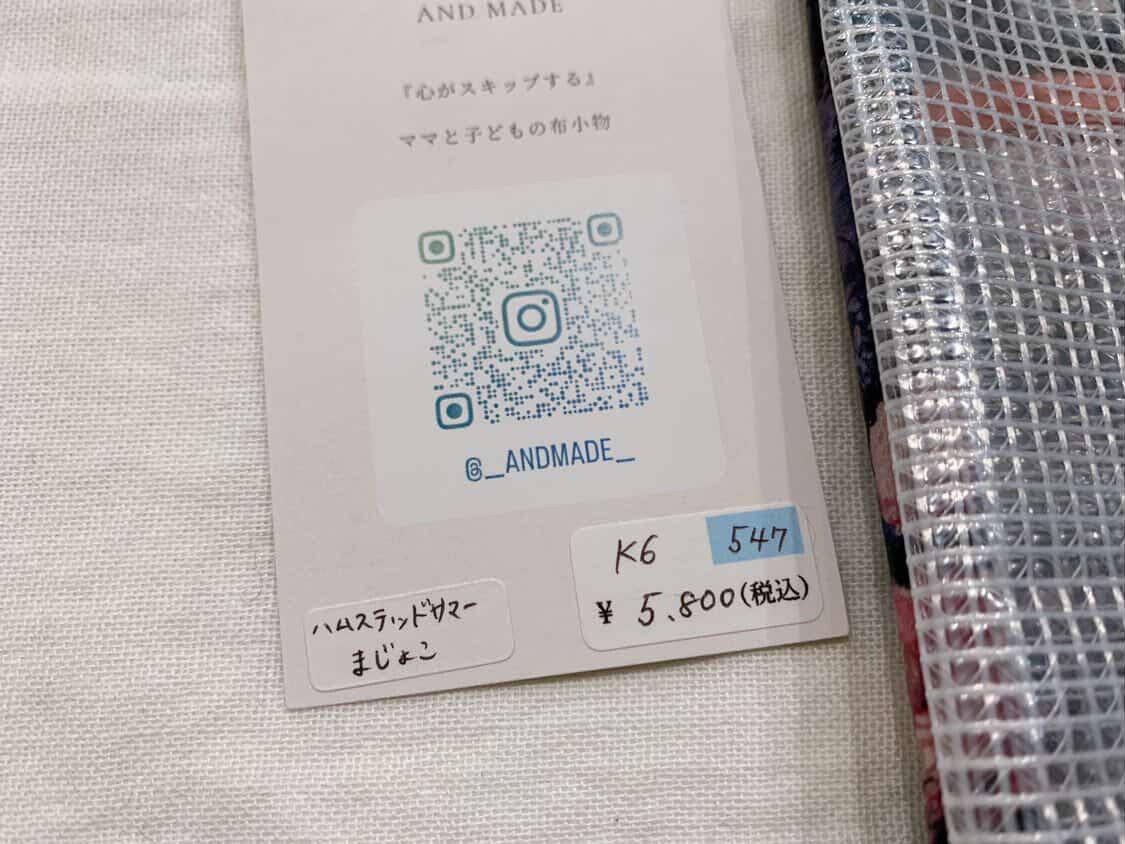 AND MADE
『心がスキップする』
ママと子どもの布小物
@_ANDMADE_
K6 547
¥ 5.800(税込)
ハムスティッドサマー
まじょこ